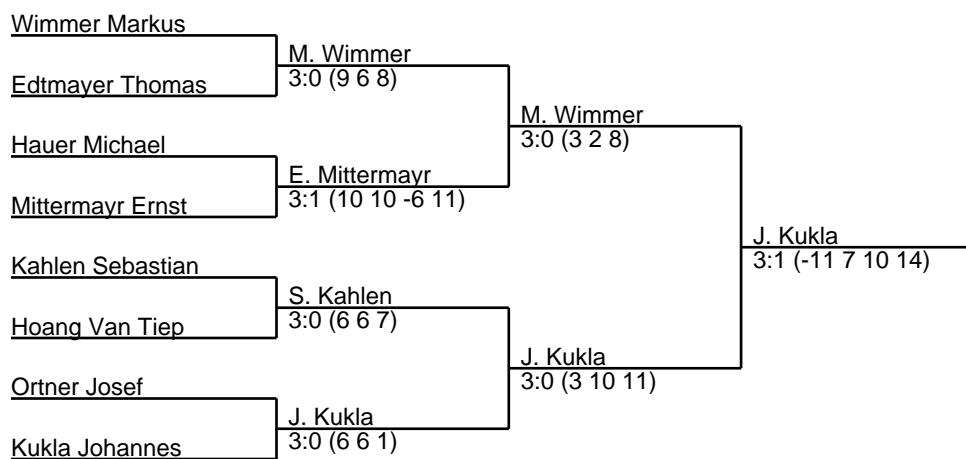 Wimmer Markus
M. Wimmer
3:0 (9 6 8)
Edtmayer Thomas
M. Wimmer
3:0 (3 2 8)
Hauer Michael
E. Mittermayr
3:1 (10 10 -6 11)
Mittermayr Ernst
J. Kukla
3:1 (-11 7 10 14)
Kahlen Sebastian
S. Kahlen
3:0 (6 6 7)
Hoang Van Tiep
J. Kukla
3:0 (3 10 11)
Ortner Josef
J. Kukla
3:0 (6 6 1)
Kukla Johannes